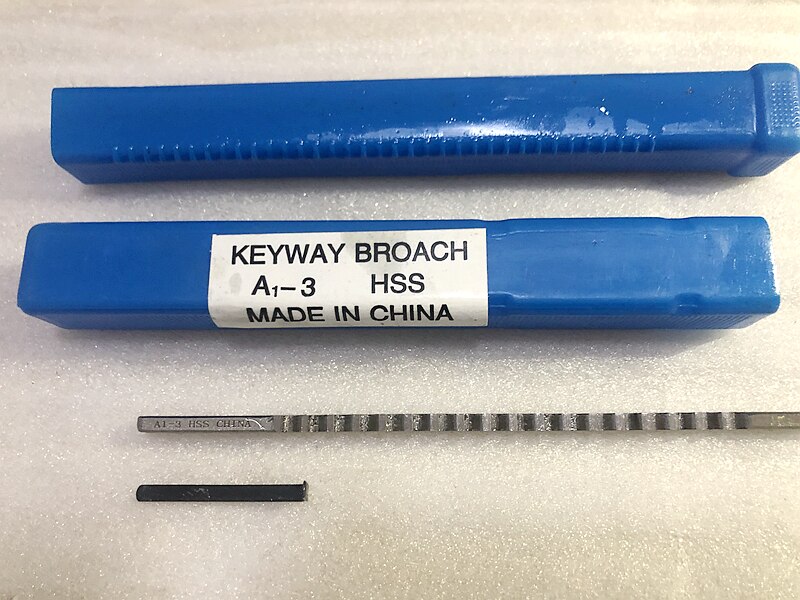 KEYWAY BROACH
A₁-3 HSS
MADE IN CHINA
A1-3 HSS CHINA